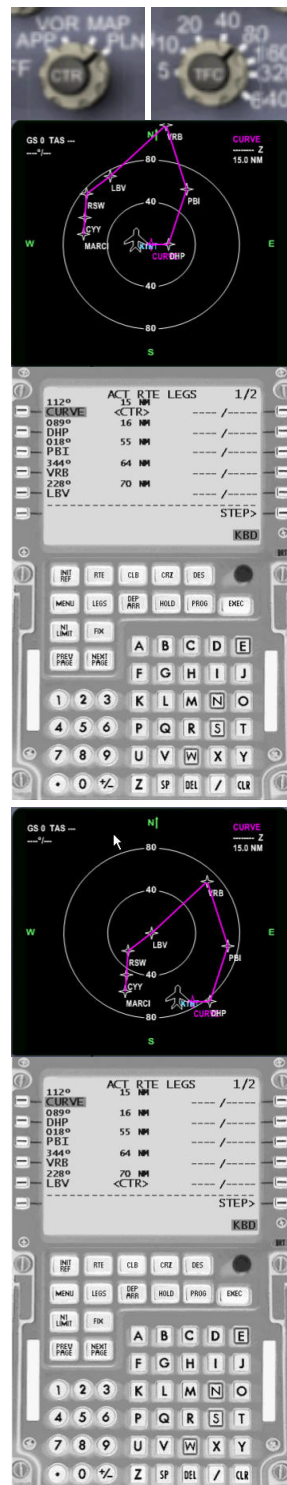 VOR MAP
APP PLN
FF
CTR
20 40
10 80
5 160
320
640
TFC
GS 0 TAS ---
---°/---
N
CURVE
------ Z
15.0 NM
VRB
80
LBV
PBI
RSW
40
CYY
W
E
MARCI
CURVE
DHP
40
80
S
ACT RTE LEGS 1/2
112° 15 NM
CURVE <CTR> ----/-----
089° 16 NM
DHP ----/-----
018° 55 NM
PBI ----/-----
344° 64 NM
VRB ----/-----
228° 70 NM
LBV ----/-----
STEP>
KBD
BRT
INIT REF RTE CLB CRZ DES
MENU LEGS DEP ARR HOLD PROG EXEC
N1 LIMIT FIX
PREV PAGE NEXT PAGE
A B C D E
F G H I J
1 2 3 K L M N O
4 5 6 P Q R S T
7 8 9 U V W X Y
. 0 +/- Z SP DEL / CLR
GS 0 TAS ---
---°/---
N
CURVE
------ Z
15.0 NM
80
40
VRB
W
E
LBV
PBI
RSW
40
CYY
MARCI
CURVE
DHP
80
S
ACT RTE LEGS 1/2
112° 15 NM
CURVE ----/-----
089° 16 NM
DHP ----/-----
018° 55 NM
PBI ----/-----
344° 64 NM
VRB ----/-----
228° 70 NM
LBV <CTR> ----/-----
STEP>
KBD
BRT
INIT REF RTE CLB CRZ DES
MENU LEGS DEP ARR HOLD PROG EXEC
N1 LIMIT FIX
PREV PAGE NEXT PAGE
A B C D E
F G H I J
1 2 3 K L M N O
4 5 6 P Q R S T
7 8 9 U V W X Y
. 0 +/- Z SP DEL / CLR